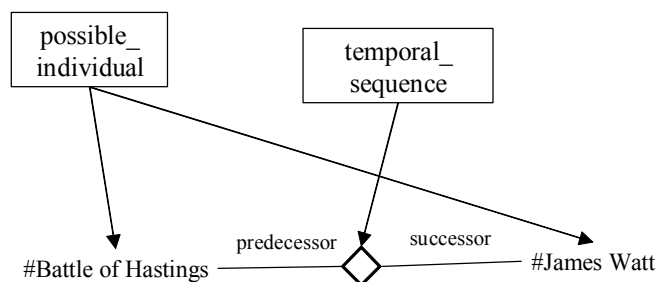 possible_
individual
temporal_
sequence
predecessor
successor
#Battle of Hastings
#James Watt